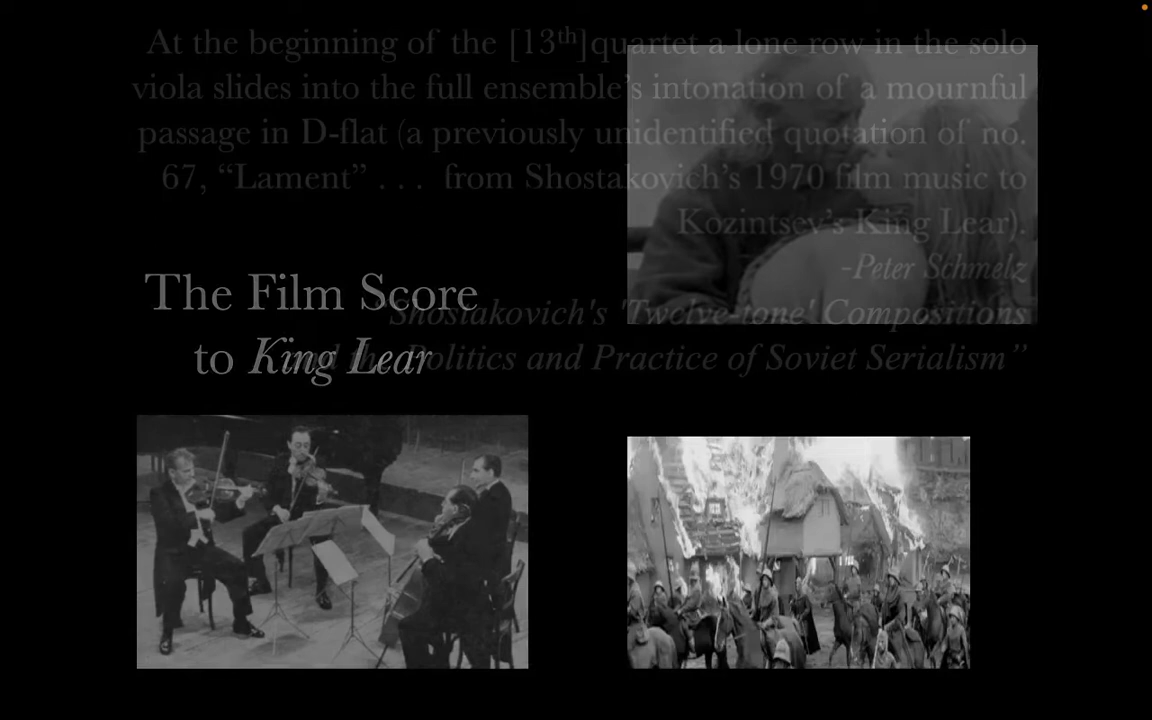 At the beginning of the [13th]quartet a lone row in the solo
viola slides into the full ensemble's intonation of a mournful
passage in D-flat (a previously unidentified quotation of no.
67, “Lament” . . . from Shostakovich's 1970 film music to
Kozintsev's King Lear).
-Peter Schmelz
Shostakovich's 'Twelve-tone' Compositions
and the Politics and Practice of Soviet Serialism”
The Film Score
to King Lear